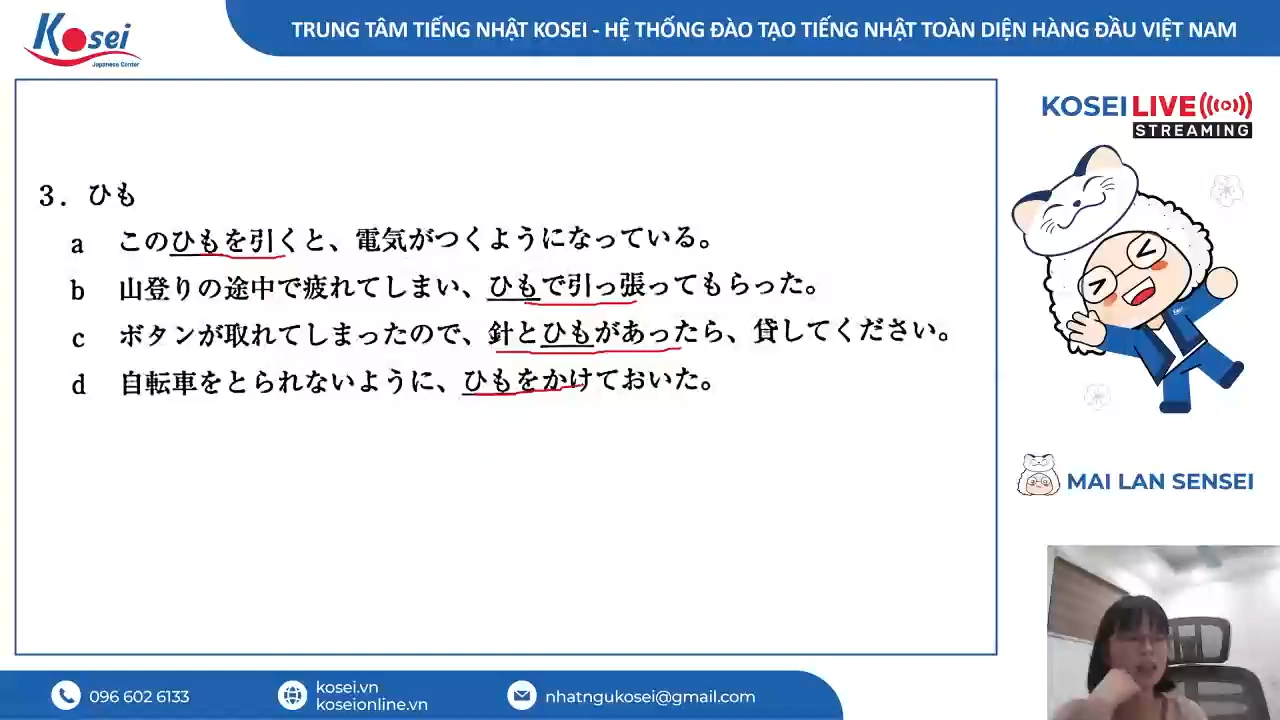 Kosei
Japanese Center
TRUNG TÂM TIẾNG NHẬT KOSEI - HỆ THỐNG ĐÀO TẠO TIẾNG NHẬT TOÀN DIỆN HÀNG ĐẦU VIỆT NAM
KOSEI LIVE
STREAMING
3. ひも
a このひもを引くと、電気がつくようになっている。
b 山登りの途中で疲れてしまい、ひもで引っ張ってもらった。
c ボタンが取れてしまったので、針とひもがあったら、貸してください。
d 自転車をとられないように、ひもをかけておいた。
MAI LAN SENSEI
096 602 6133
kosei.vn
koseionline.vn
nhatngukosei@gmail.com